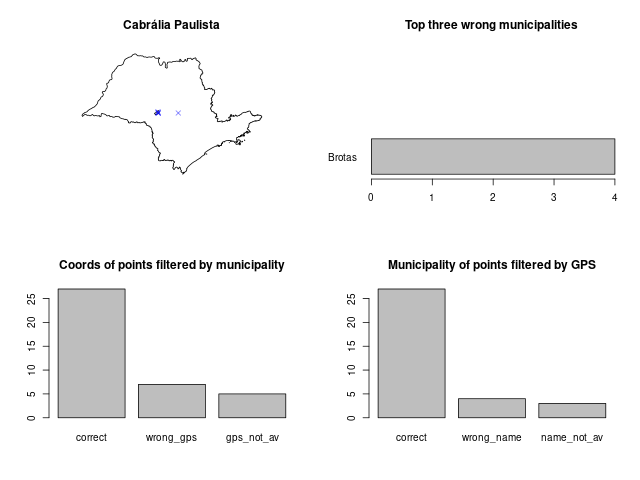 Cabrália Paulista
Top three wrong municipalities
Brotas
0 1 2 3 4
Coords of points filtered by municipality
0 5 10 15 20 25
correct wrong_gps gps_not_av
Municipality of points filtered by GPS
0 5 10 15 20 25
correct wrong_name name_not_av